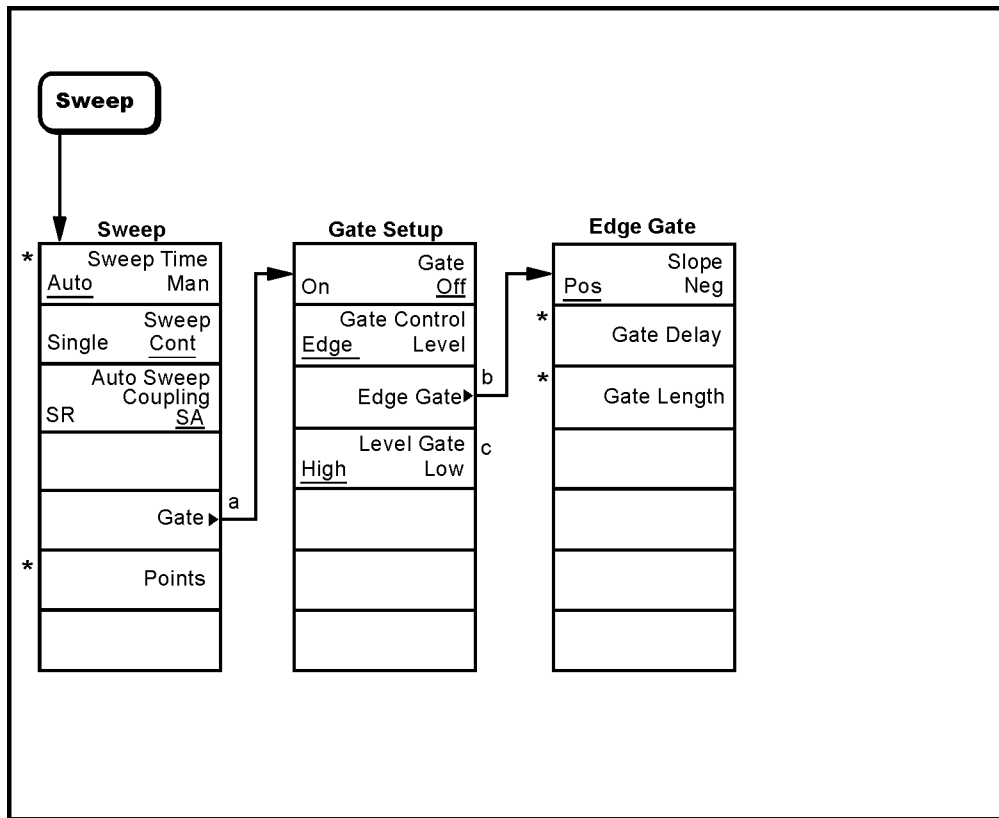 Sweep
Sweep
* Sweep Time
Auto Man
Sweep
Single Cont
Auto Sweep
Coupling
SR SA
Gate
a
* Points
Gate Setup
Gate
On Off
Gate Control
Edge Level
Edge Gate
b
Level Gate
High Low
c
Edge Gate
Slope
Pos Neg
* Gate Delay
* Gate Length